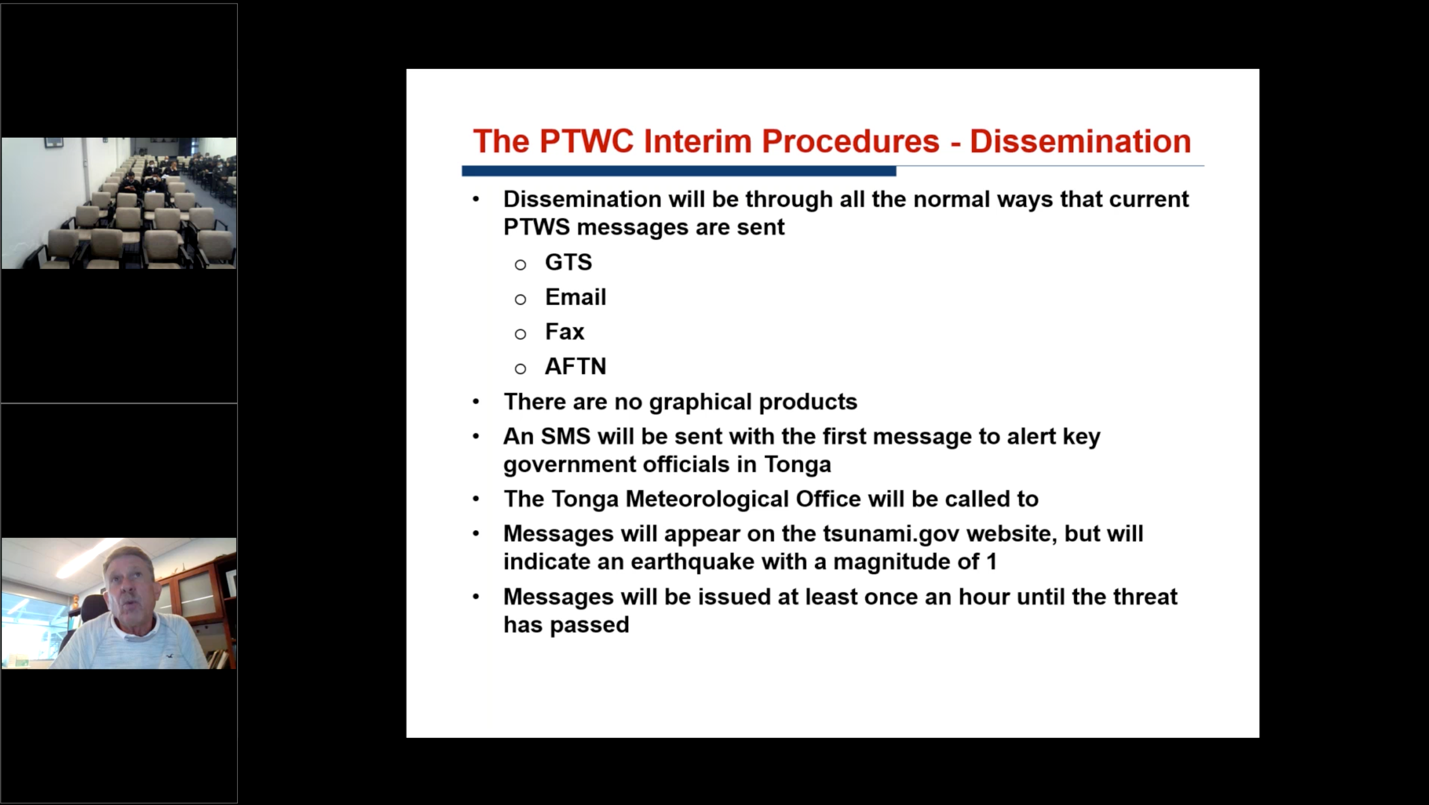 The PTWC Interim Procedures - Dissemination
• Dissemination will be through all the normal ways that current
PTWS messages are sent
o GTS
o Email
o Fax
o AFTN
• There are no graphical products
• An SMS will be sent with the first message to alert key
government officials in Tonga
• The Tonga Meteorological Office will be called to
• Messages will appear on the tsunami.gov website, but will
indicate an earthquake with a magnitude of 1
• Messages will be issued at least once an hour until the threat
has passed